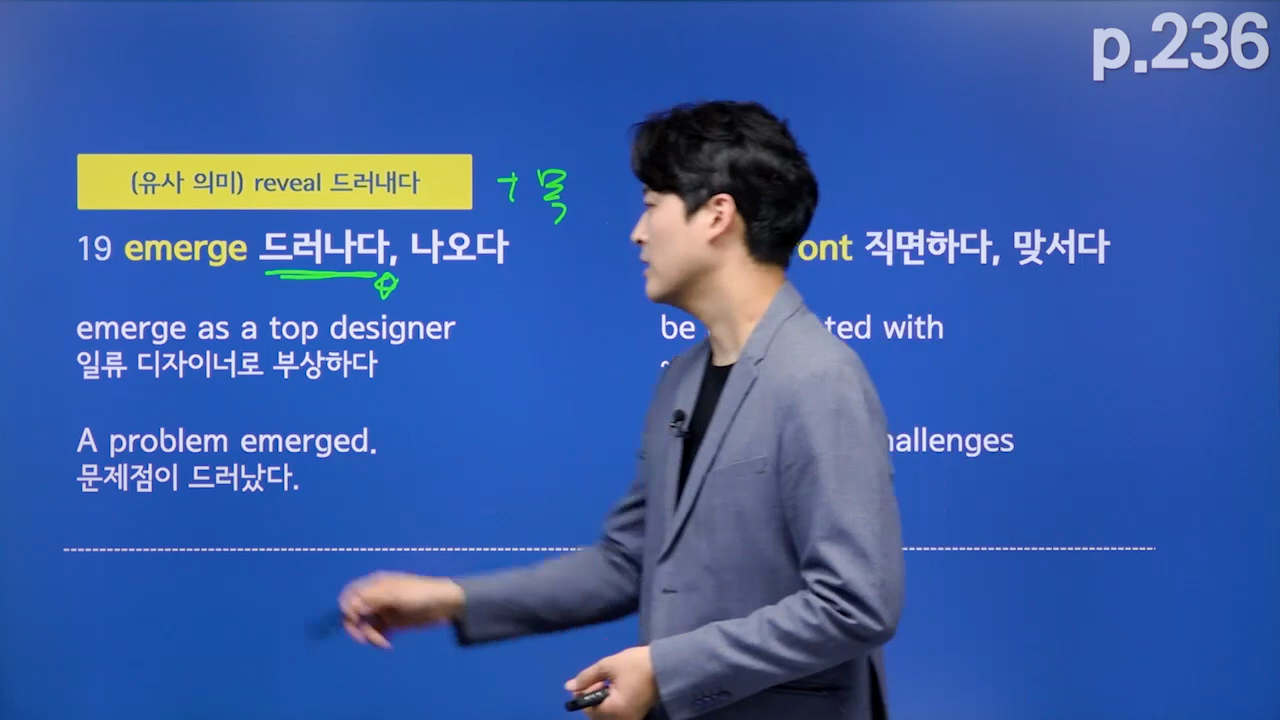 p.236
(유사 의미) reveal 드러내다
+ 목
19 emerge 드러나다, 나오다
emerge as a top designer
일류 디자이너로 부상하다
A problem emerged.
문제점이 드러났다.
ont 직면하다, 맞서다
be ted with
hallenges